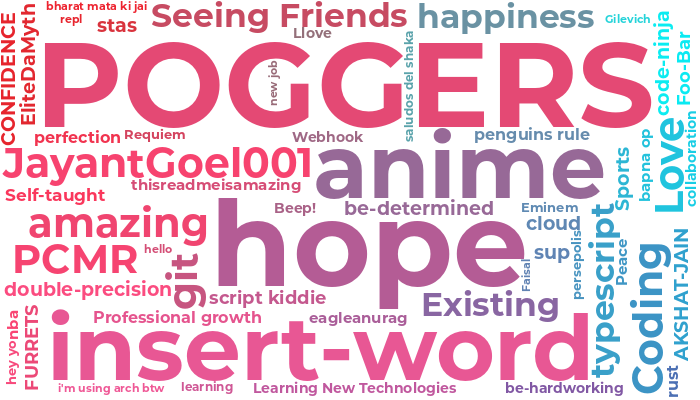 bharat mata ki jai
repl
stas
Seeing Friends
happiness
Gilevich
CONFIDENCE
EliteDaMyth
Llove
POGGERS
new job
saludos del shaka
code-ninja
Foo-Bar
perfection
Requiem
Webhook
penguins rule
JayantGoel001
anime
Sports
bapna op
Love
collabration
thisreadmeisamazing
Self-taught
amazing
hope
Beep!
be-determined
Eminem
cloud
PCMR
hello
git
sup
persepolis
Faisal
typescript
Peace
Coding
AKSHAT-JAIN
double-precision
script kiddie
Existing
hey yonba
FURRETS
Professional growth
eagleanurag
insert-word
rust
i'm using arch btw
learning
Learning New Technologies
be-hardworking